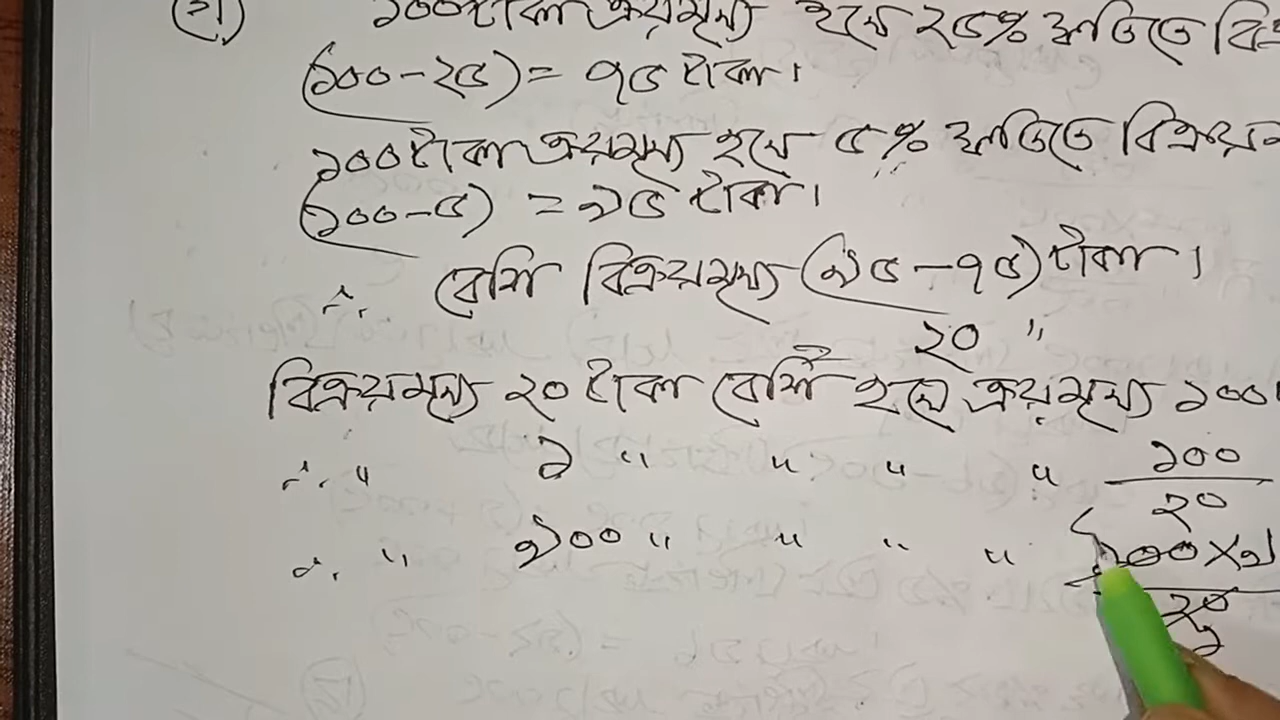 ১০০ টাকা ক্রয়মূল্য হলে ২৫% ক্ষতিতে
(১০০-২৫) = ৭৫ টাকা।
১০০ টাকা ক্রয়মূল্য হলে ৫% ক্ষতিতে বিক্রয়
(১০০-৫) = ৯৫ টাকা।
∴ বেশি বিক্রয়মূল্য (৯৫-৭৫) টাকা।
২০ "
বিক্রয়মূল্য ২০ টাকা বেশি হলে ক্রয়মূল্য ১০০
∴ " ১ " " " " ১০০/২০
∴ " ৯০০ " " " " ১০০×৯/২০